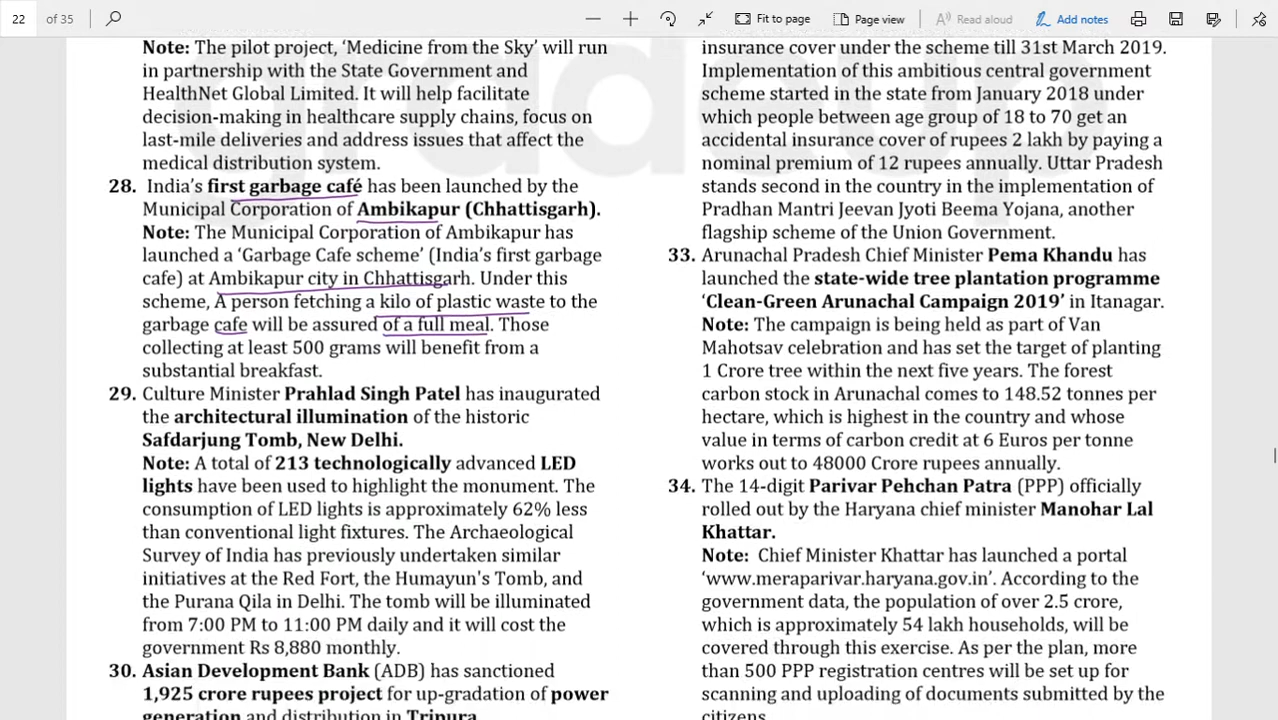 22 of 35 Fit to page Page view Read aloud Add notes
Note: The pilot project, ‘Medicine from the Sky’ will run
in partnership with the State Government and
HealthNet Global Limited. It will help facilitate
decision-making in healthcare supply chains, focus on
last-mile deliveries and address issues that affect the
medical distribution system.
28. India’s first garbage café has been launched by the
Municipal Corporation of Ambikapur (Chhattisgarh).
Note: The Municipal Corporation of Ambikapur has
launched a ‘Garbage Cafe scheme’ (India’s first garbage
cafe) at Ambikapur city in Chhattisgarh. Under this
scheme, A person fetching a kilo of plastic waste to the
garbage cafe will be assured of a full meal. Those
collecting at least 500 grams will benefit from a
substantial breakfast.
29. Culture Minister Prahlad Singh Patel has inaugurated
the architectural illumination of the historic
Safdarjung Tomb, New Delhi.
Note: A total of 213 technologically advanced LED
lights have been used to highlight the monument. The
consumption of LED lights is approximately 62% less
than conventional light fixtures. The Archaeological
Survey of India has previously undertaken similar
initiatives at the Red Fort, the Humayun's Tomb, and
the Purana Qila in Delhi. The tomb will be illuminated
from 7:00 PM to 11:00 PM daily and it will cost the
government Rs 8,880 monthly.
30. Asian Development Bank (ADB) has sanctioned
1,925 crore rupees project for up-gradation of power
generation and distribution in Tripura
insurance cover under the scheme till 31st March 2019.
Implementation of this ambitious central government
scheme started in the state from January 2018 under
which people between age group of 18 to 70 get an
accidental insurance cover of rupees 2 lakh by paying a
nominal premium of 12 rupees annually. Uttar Pradesh
stands second in the country in the implementation of
Pradhan Mantri Jeevan Jyoti Beema Yojana, another
flagship scheme of the Union Government.
33. Arunachal Pradesh Chief Minister Pema Khandu has
launched the state-wide tree plantation programme
‘Clean-Green Arunachal Campaign 2019’ in Itanagar.
Note: The campaign is being held as part of Van
Mahotsav celebration and has set the target of planting
1 Crore tree within the next five years. The forest
carbon stock in Arunachal comes to 148.52 tonnes per
hectare, which is highest in the country and whose
value in terms of carbon credit at 6 Euros per tonne
works out to 48000 Crore rupees annually.
34. The 14-digit Parivar Pehchan Patra (PPP) officially
rolled out by the Haryana chief minister Manohar Lal
Khattar.
Note: Chief Minister Khattar has launched a portal
‘www.meraparivar.haryana.gov.in’. According to the
government data, the population of over 2.5 crore,
which is approximately 54 lakh households, will be
covered through this exercise. As per the plan, more
than 500 PPP registration centres will be set up for
scanning and uploading of documents submitted by the
citizens.
gradeup